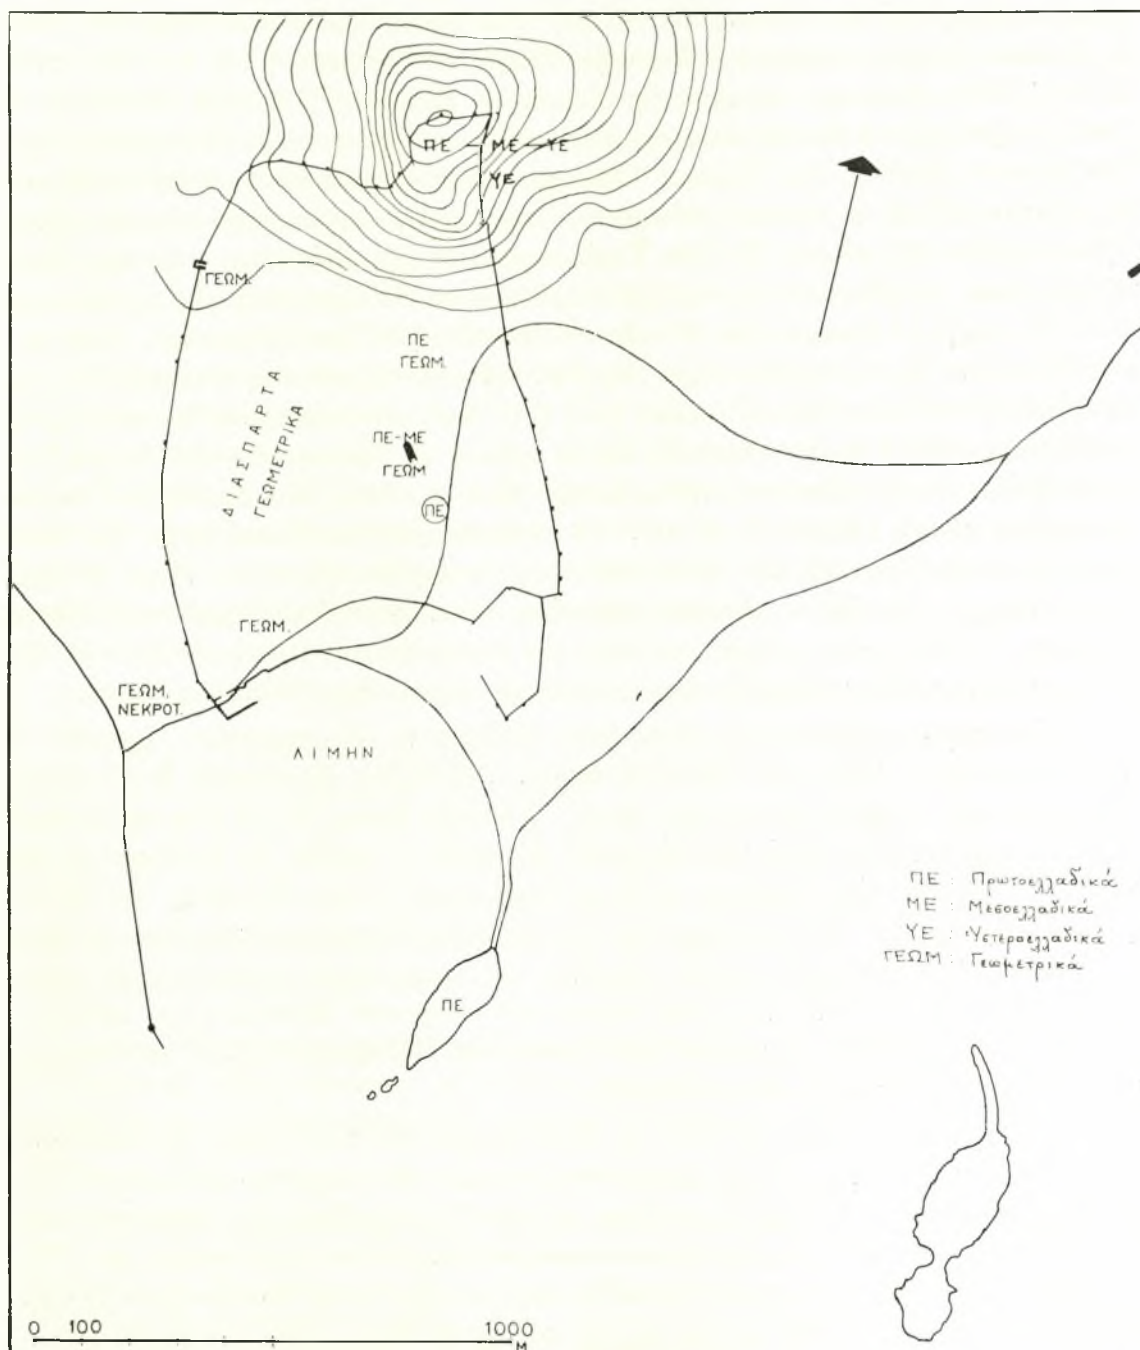 ΠΕ — ΜΕ — ΥΕ
ΥΕ
ΓΕΩΜ.
ΠΕ
ΓΕΩΜ.
ΔΙΑΣΠΑΡΤΑ
ΓΕΩΜΕΤΡΙΚΑ
ΠΕ-ΜΕ
ΓΕΩΜ
ΠΕ
ΓΕΩΜ.
ΓΕΩΜ.
ΝΕΚΡΟΤ.
ΛΙΜΗΝ
ΠΕ : Πρωτοελλαδικά
ΜΕ : Μεσοελλαδικά
ΥΕ : Ὑστεροελλαδικά
ΓΕΩΜ : Γεωμετρικά
ΠΕ
0 100 1000
Μ